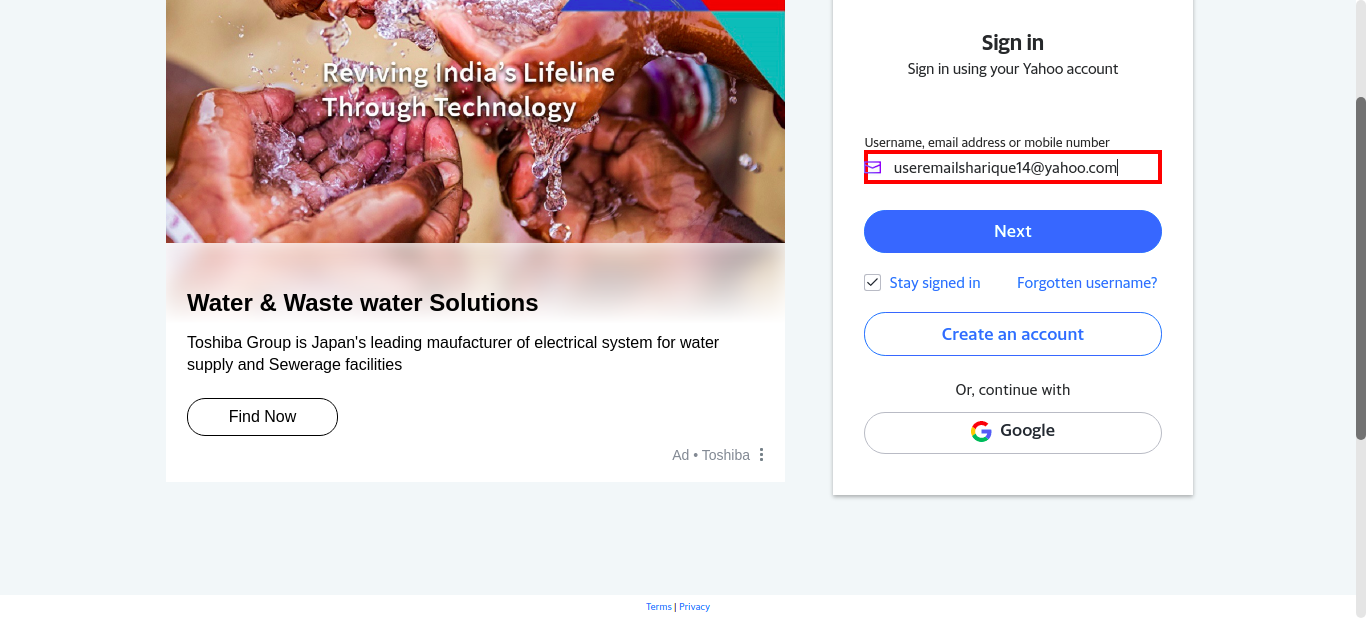 Reviving India's Lifeline
Through Technology
Water & Waste water Solutions
Toshiba Group is Japan's leading maufacturer of electrical system for water
supply and Sewerage facilities
Find Now
Ad • Toshiba
Sign in
Sign in using your Yahoo account
Username, email address or mobile number
useremailsharique14@yahoo.com
Next
Stay signed in
Forgotten username?
Create an account
Or, continue with
Google
Terms | Privacy